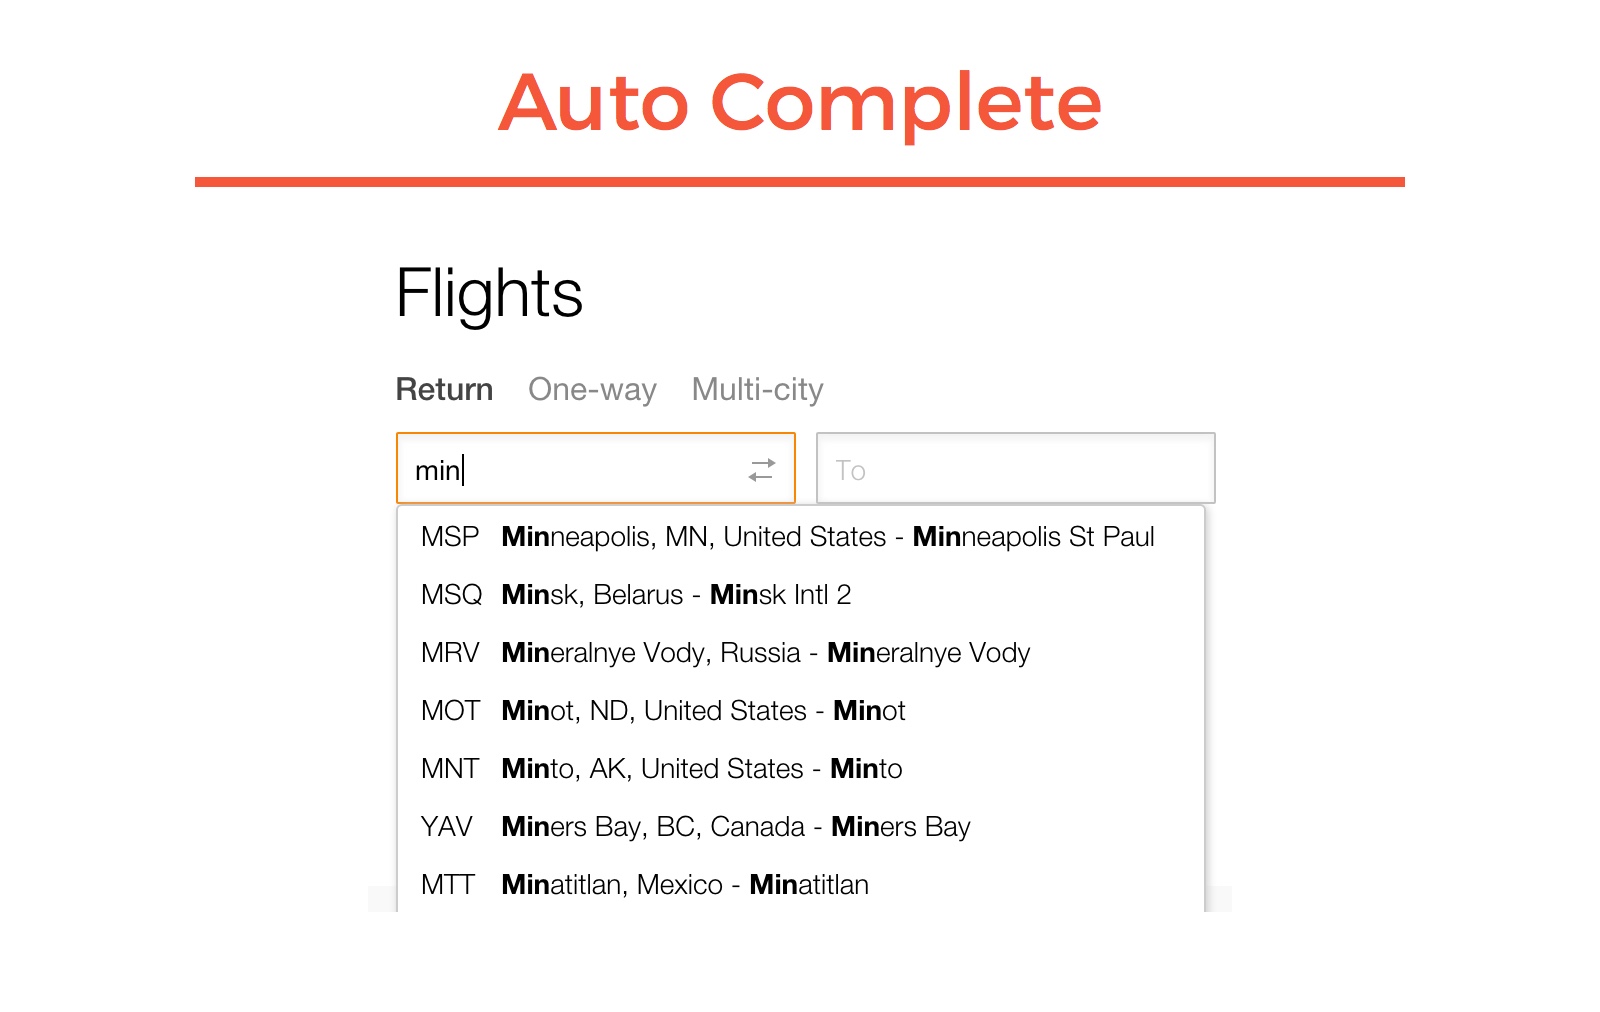 Auto Complete
Flights
Return One-way Multi-city
min To
MSP Minneapolis, MN, United States - Minneapolis St Paul
MSQ Minsk, Belarus - Minsk Intl 2
MRV Mineralnye Vody, Russia - Mineralnye Vody
MOT Minot, ND, United States - Minot
MNT Minto, AK, United States - Minto
YAV Miners Bay, BC, Canada - Miners Bay
MTT Minatitlan, Mexico - Minatitlan